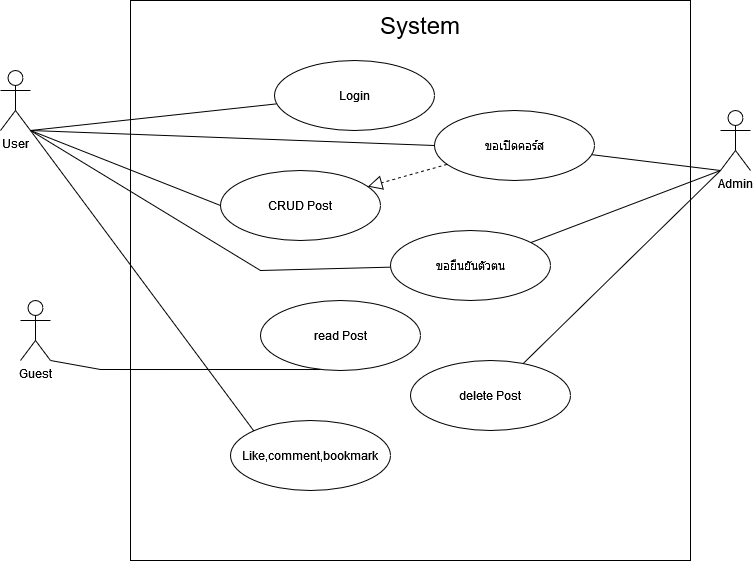 System
Login
User
ขอเปิดคอร์ส
Admin
CRUD Post
ขอยืนยันตัวตน
read Post
Guest
delete Post
Like,comment,bookmark